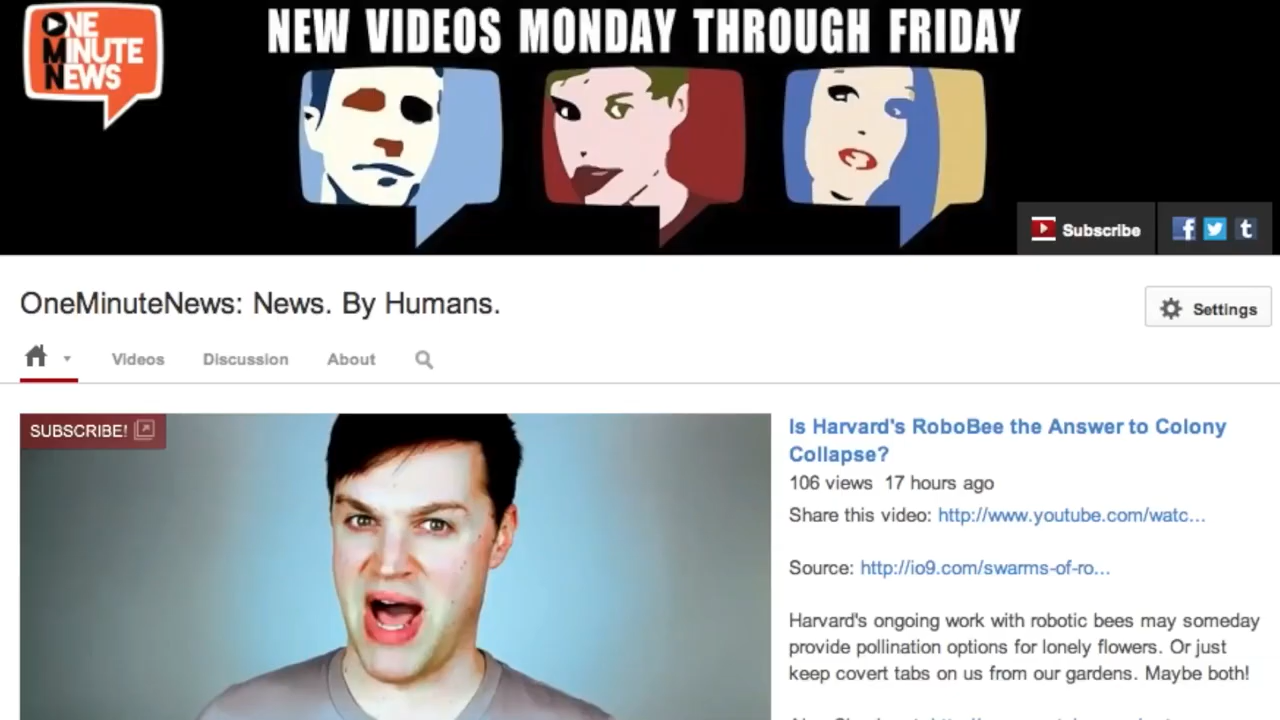 ONE
MINUTE
NEWS
NEW VIDEOS MONDAY THROUGH FRIDAY
Subscribe
OneMinuteNews: News. By Humans.
Settings
Videos Discussion About
SUBSCRIBE!
Is Harvard's RoboBee the Answer to Colony
Collapse?
106 views 17 hours ago
Share this video: http://www.youtube.com/watc...
Source: http://io9.com/swarms-of-ro...
Harvard's ongoing work with robotic bees may someday
provide pollination options for lonely flowers. Or just
keep covert tabs on us from our gardens. Maybe both!